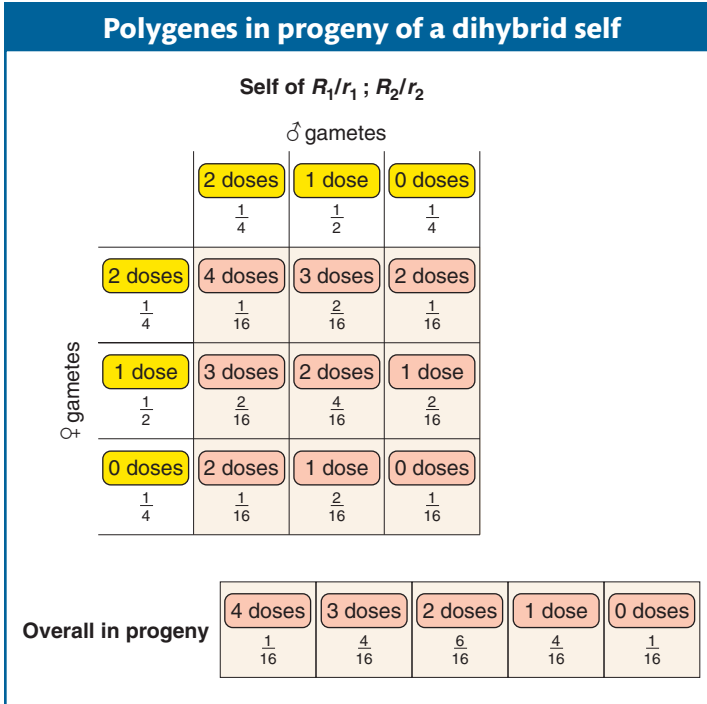 Polygenes in progeny of a dihybrid self
Self of R₁/r₁ ; R₂/r₂
♂ gametes
2 doses 1 dose 0 doses
1/4 1/2 1/4
♀ gametes
2 doses 4 doses 3 doses 2 doses
1/4 1/16 2/16 1/16
1 dose 3 doses 2 doses 1 dose
1/2 2/16 4/16 2/16
0 doses 2 doses 1 dose 0 doses
1/4 1/16 2/16 1/16
Overall in progeny
4 doses 3 doses 2 doses 1 dose 0 doses
1/16 4/16 6/16 4/16 1/16